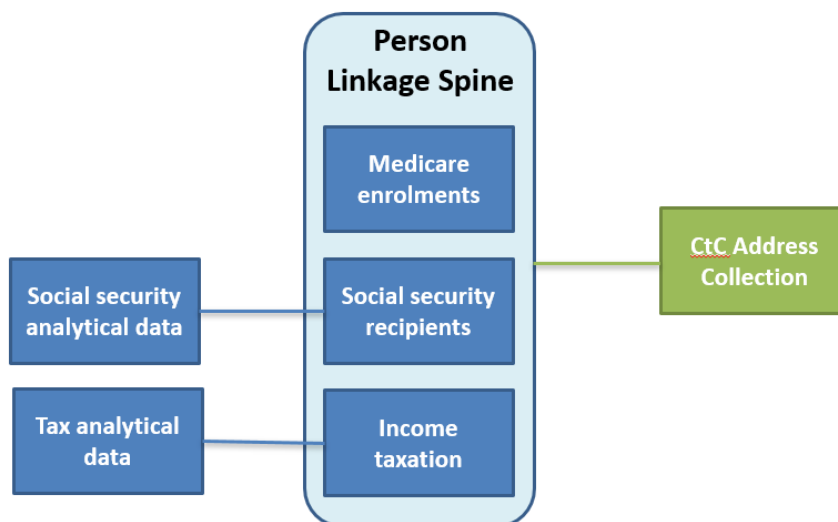 Person
Linkage Spine
Medicare
enrolments
Social security
analytical data
Social security
recipients
CtC Address
Collection
Tax analytical
data
Income
taxation